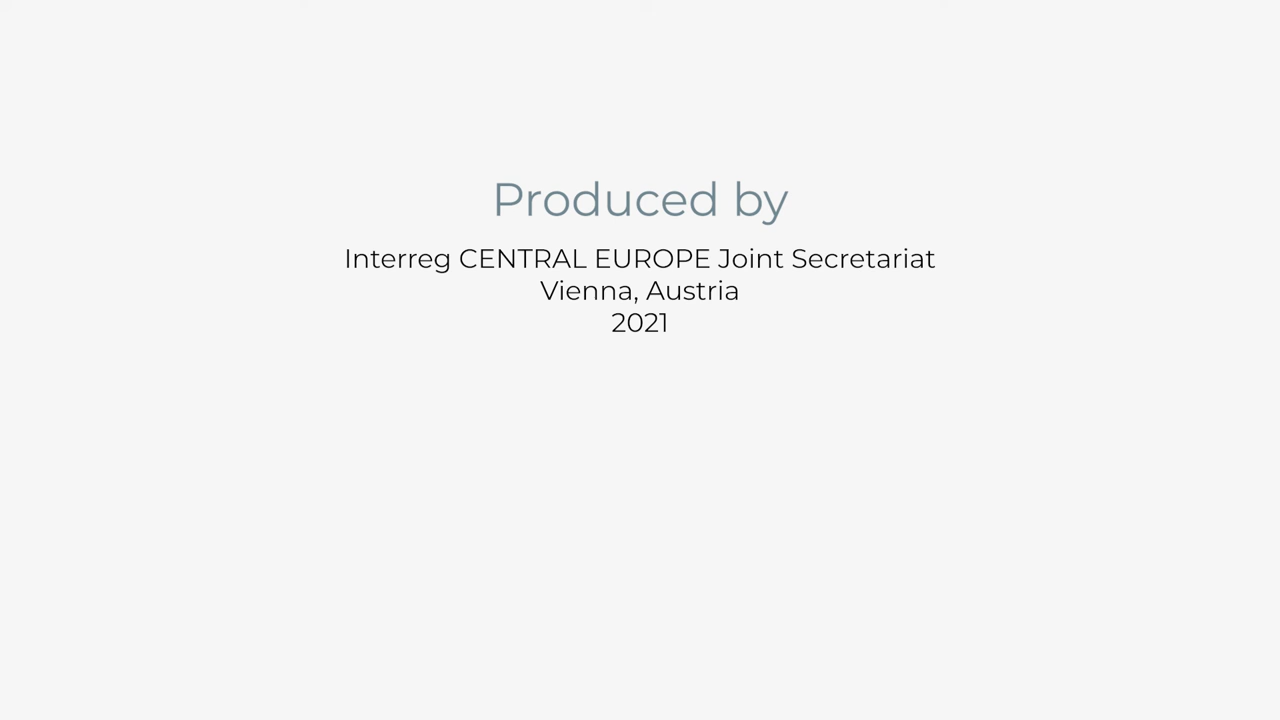 Produced by
Interreg CENTRAL EUROPE Joint Secretariat
Vienna, Austria
2021